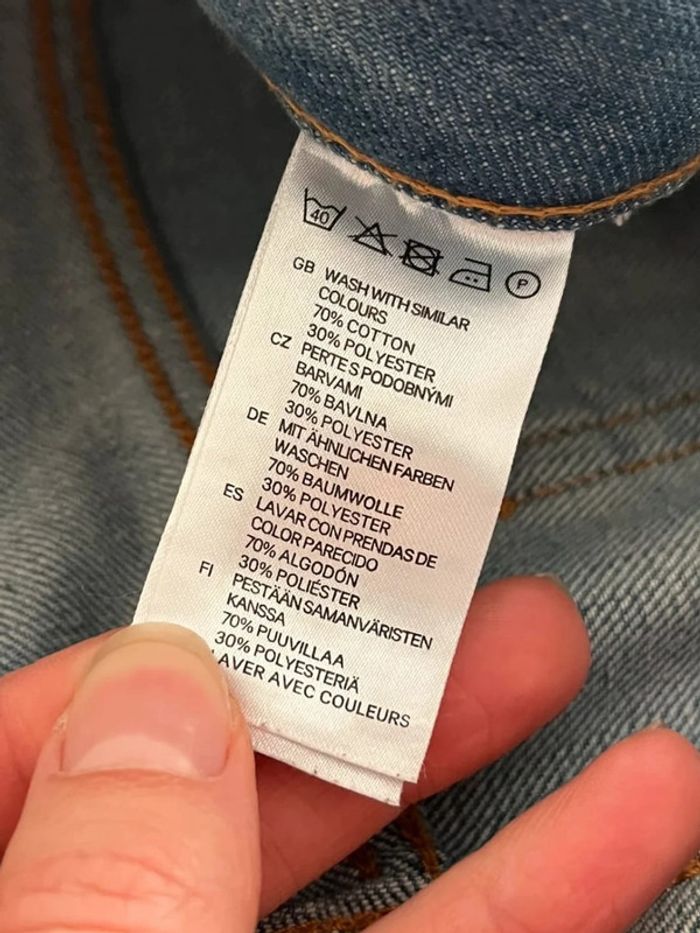 40
P
GB WASH WITH SIMILAR
COLOURS
70% COTTON
30% POLYESTER
CZ PERTE S PODOBNÝMI
BARVAMI
70% BAVLNA
30% POLYESTER
DE MIT ÄHNLICHEN FARBEN
WASCHEN
70% BAUMWOLLE
30% POLYESTER
ES LAVAR CON PRENDAS DE
COLOR PARECIDO
70% ALGODÓN
30% POLIÉSTER
FI PESTÄÄN SAMANVÄRISTEN
KANSSA
70% PUUVILLAA
30% POLYESTERIÄ
LAVER AVEC COULEURS